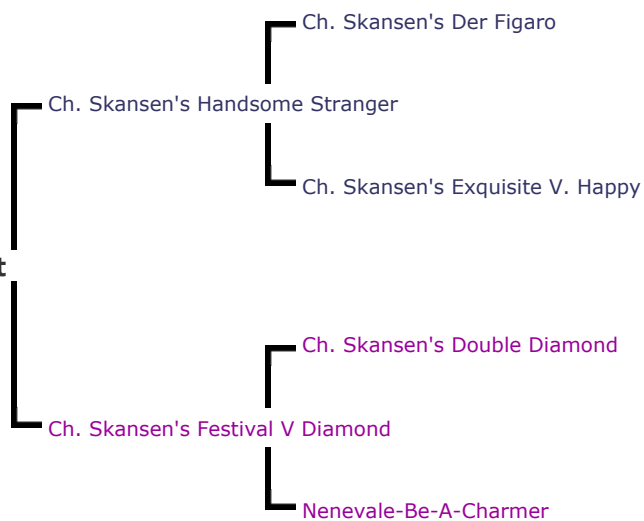 Ch. Skansen's Der Figaro
Ch. Skansen's Handsome Stranger
Ch. Skansen's Exquisite V. Happy
Ch. Skansen's Double Diamond
Ch. Skansen's Festival V Diamond
Nenevale-Be-A-Charmer